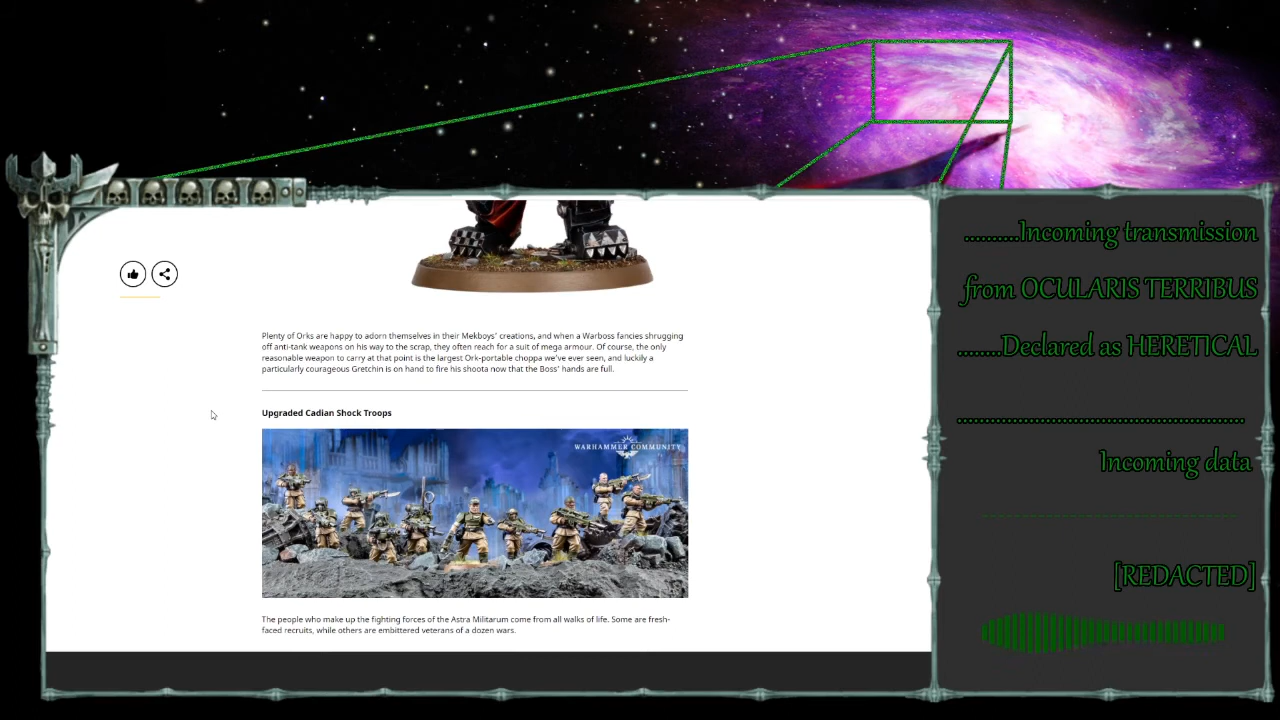 Plenty of Orks are happy to adorn themselves in their Mekboys' creations, and when a Warboss fancies shrugging
off anti-tank weapons on his way to the scrap, they often reach for a suit of mega armour. Of course, the only
reasonable weapon to carry at that point is the largest Ork-portable choppa we've ever seen, and luckily a
particularly courageous Gretchin is on hand to fire his shoota now that the Boss' hands are full.
Upgraded Cadian Shock Troops
WARHAMMER COMMUNITY
The people who make up the fighting forces of the Astra Militarum come from all walks of life. Some are fresh-
faced recruits, while others are embittered veterans of a dozen wars.
..........Incoming transmission
from OCULARIS TERRIBUS
........Declared as HERETICAL
....................................................
Incoming data
-------------------------------------------
[REDACTED]